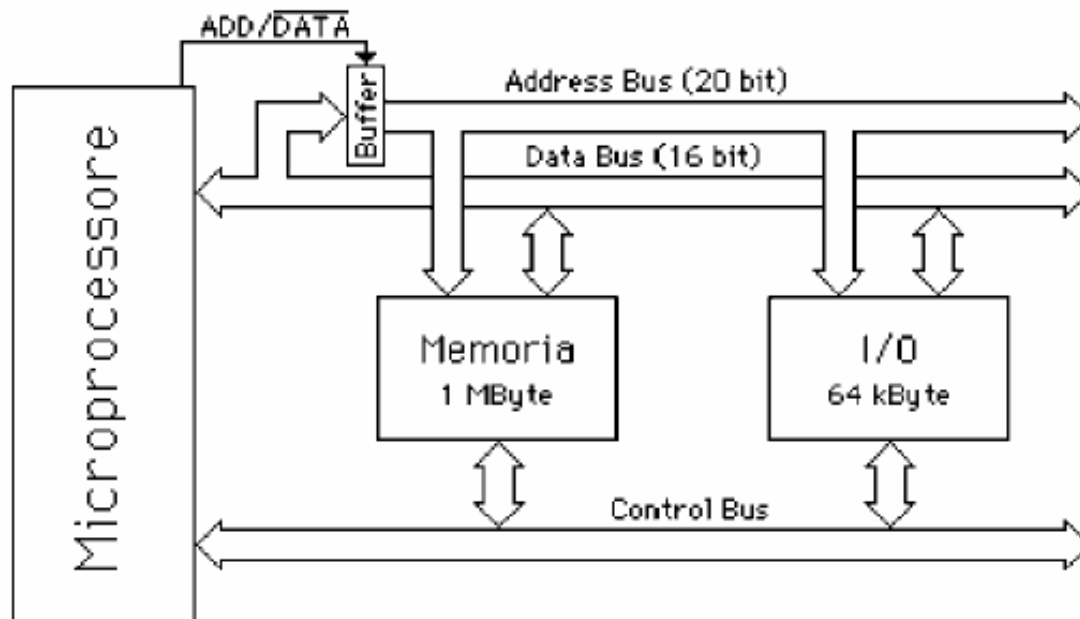 ADD/DATA
Buffer
Address Bus (20 bit)
Data Bus (16 bit)
Microprocessore
Memoria
1 MByte
I/O
64 kByte
Control Bus